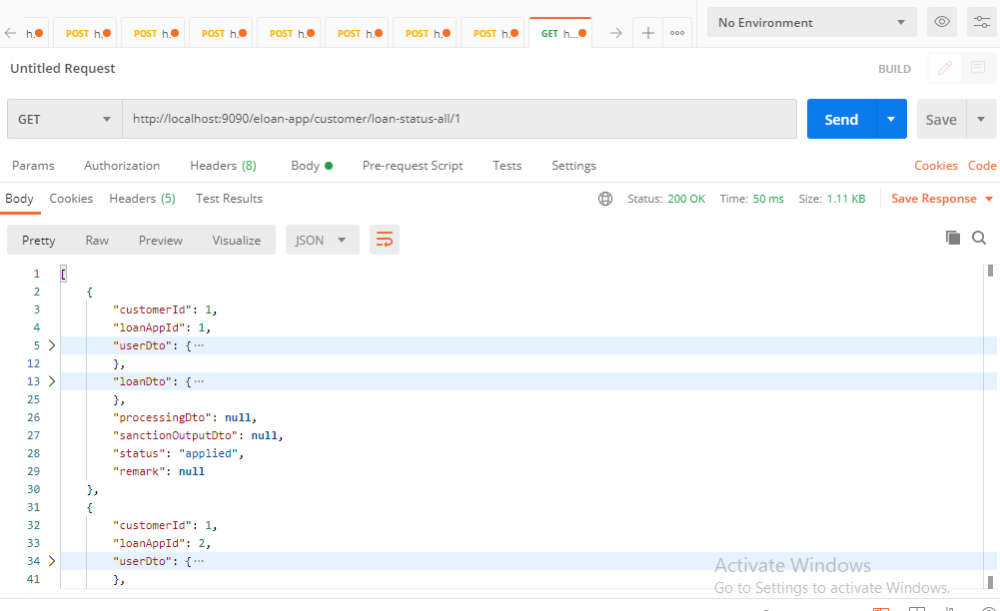 h.
POST h.
POST h.
POST h.
POST h.
POST h.
POST h.
POST h.
GET h...
No Environment
Untitled Request
BUILD
GET
http://localhost:9090/eloan-app/customer/loan-status-all/1
Send
Save
Params Authorization Headers (8) Body Pre-request Script Tests Settings
Cookies Code
Body Cookies Headers (5) Test Results
Status: 200 OK Time: 50 ms Size: 1.11 KB Save Response
Pretty Raw Preview Visualize JSON
1 [
2 {
3 "customerId": 1,
4 "loanAppId": 1,
5 "userDto": {...
12 },
13 "loanDto": {...
25 },
26 "processingDto": null,
27 "sanctionOutputDto": null,
28 "status": "applied",
29 "remark": null
30 },
31 {
32 "customerId": 1,
33 "loanAppId": 2,
34 "userDto": {...
41 },
Activate Windows
Go to Settings to activate Windows.